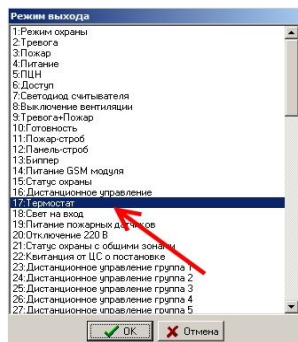 Режим выхода
1:Режим охраны
2:Тревога
3:Пожар
4:Питание
5:ПЦН
6:Доступ
7:Светодиод считывателя
8:Выключение вентиляции
9:Тревога+Пожар
10:Готовность
11:Пожар-строб
12:Панель-строб
13:Биппер
14:Питание GSM модуля
15:Статус охраны
16:Дистанционное управление
17:Термостат
18:Свет на вход
19:Питание пожарных датчиков
20:Отключение 220 В
21:Статус охраны с общими зонами
22:Квитанция от ЦС о постановке
23:Дистанционное управление группа 1
24:Дистанционное управление группа 2
25:Дистанционное управление группа 3
26:Дистанционное управление группа 4
27:Дистанционное управление группа 5
OK
Отмена